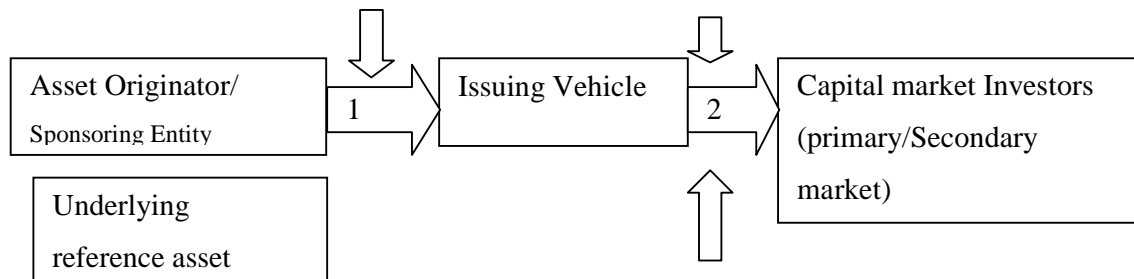 Asset Originator/
Sponsoring Entity
1
Issuing Vehicle
2
Capital market Investors
(primary/Secondary
market)
Underlying
reference asset